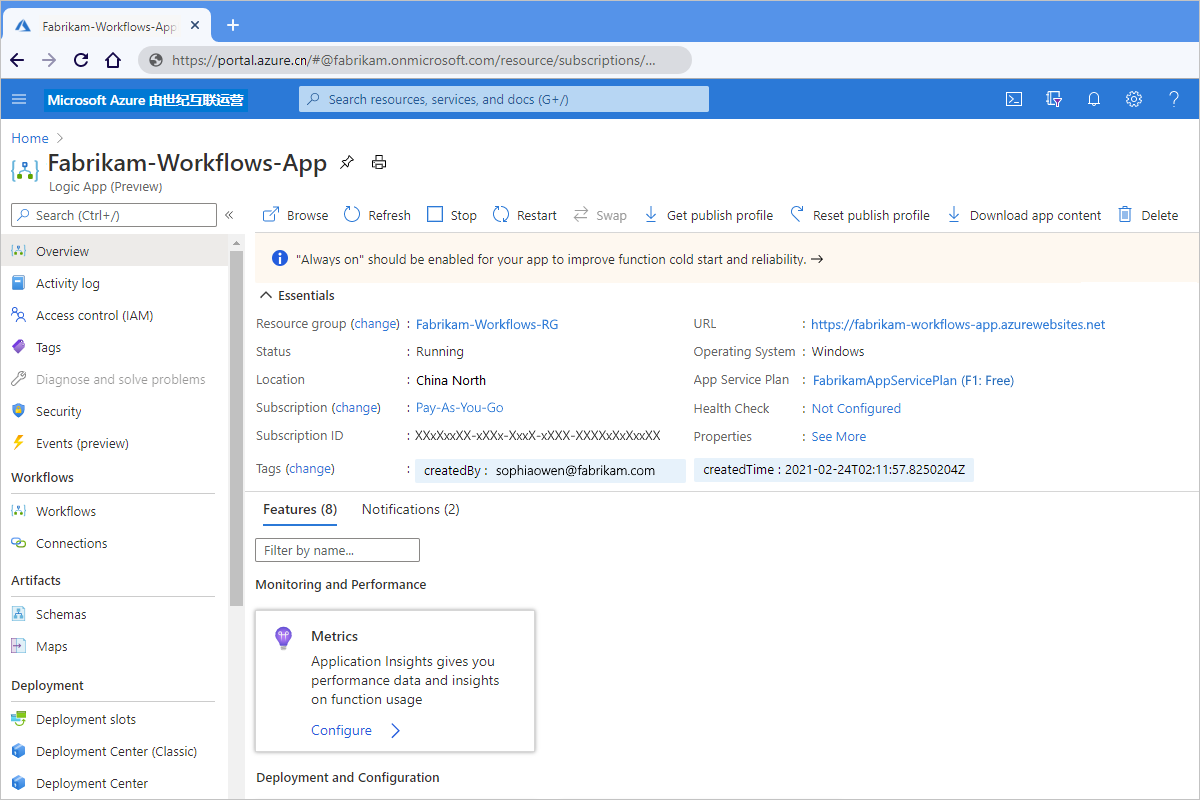 Fabrikam-Workflows-App
https://portal.azure.cn/#@fabrikam.onmicrosoft.com/resource/subscriptions/...
Microsoft Azure 由世纪互联运营
Search resources, services, and docs (G+/)
Home
Fabrikam-Workflows-App
Logic App (Preview)
Search (Ctrl+/)
Browse Refresh Stop Restart Swap Get publish profile Reset publish profile Download app content Delete
Overview
Activity log
Access control (IAM)
Tags
Diagnose and solve problems
Security
Events (preview)
Workflows
Workflows
Connections
Artifacts
Schemas
Maps
Deployment
Deployment slots
Deployment Center (Classic)
Deployment Center
"Always on" should be enabled for your app to improve function cold start and reliability. →
Essentials
Resource group (change) : Fabrikam-Workflows-RG
Status : Running
Location : China North
Subscription (change) : Pay-As-You-Go
Subscription ID : XXxXxxXX-xXXx-XxxX-xXXX-XXXXxXxXxxXX
Tags (change) : createdBy : sophiaowen@fabrikam.com createdTime : 2021-02-24T02:11:57.8250204Z
URL : https://fabrikam-workflows-app.azurewebsites.net
Operating System : Windows
App Service Plan : FabrikamAppServicePlan (F1: Free)
Health Check : Not Configured
Properties : See More
Features (8) Notifications (2)
Filter by name...
Monitoring and Performance
Metrics
Application Insights gives you
performance data and insights
on function usage
Configure
Deployment and Configuration